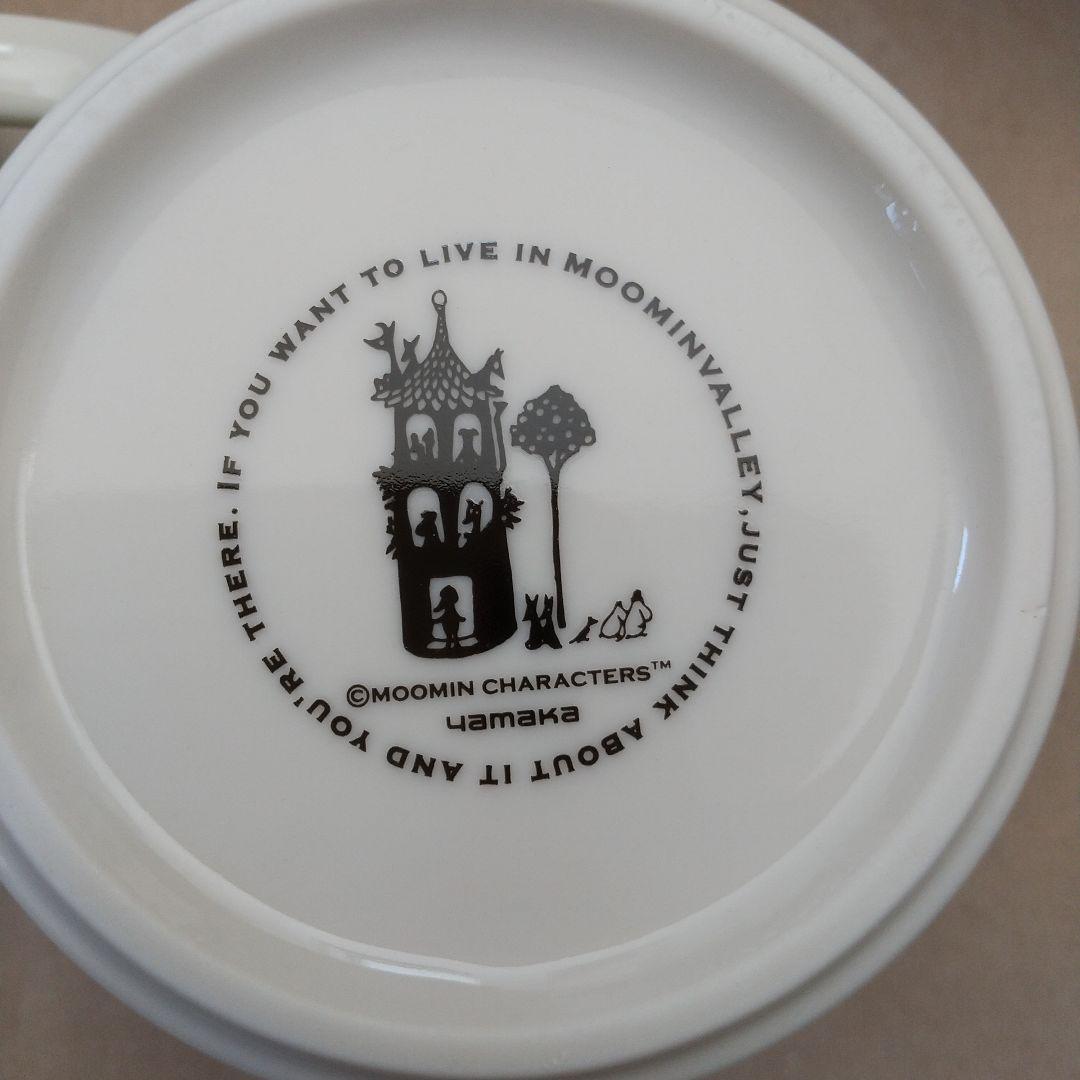 IF YOU WANT TO LIVE IN MOOMINVALLEY,JUST THINK ABOUT IT AND YOU'RE THERE.
©MOOMIN CHARACTERS™
yamaka